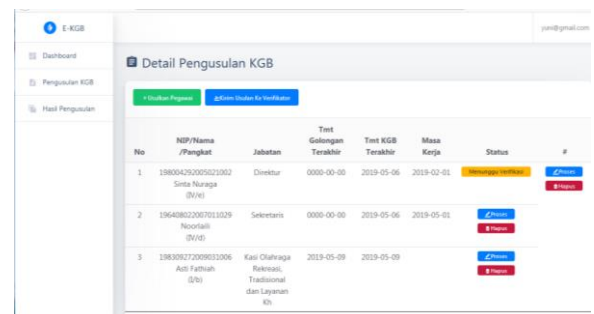 E-KGB
yuni@gmail.com
Dashboard
Pengusulan KGB
Hasil Pengusulan
Detail Pengusulan KGB
+Usulkan Pegawai
Kirim Usulan Ke Verifikator
No
NIP/Nama
/Pangkat
Jabatan
Tmt
Golongan
Terakhir
Tmt KGB
Terakhir
Masa
Kerja
Status
#
1
198004292005021002
Sinta Nuraga
(IV/e)
Direktur
0000-00-00
2019-05-06
2019-02-01
Menunggu Verifikasi
Proses
Hapus
2
196408022007011029
Noorlaili
(IV/d)
Sekretaris
0000-00-00
2019-05-06
2019-05-01
Proses
Hapus
3
198309272009031006
Asti Fathiah
(I/b)
Kasi Olahraga
Rekreasi,
Tradisional
dan Layanan
Kh
2019-05-09
2019-05-09
Proses
Hapus